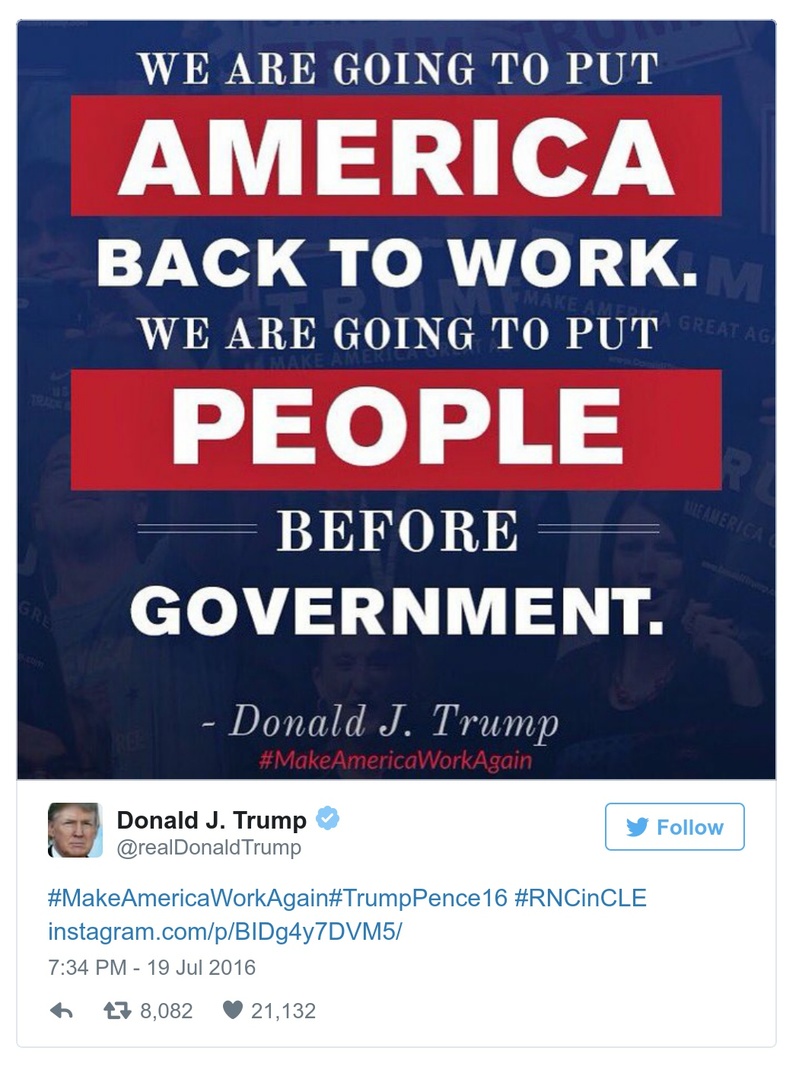 WE ARE GOING TO PUT
AMERICA
BACK TO WORK.
WE ARE GOING TO PUT
PEOPLE
BEFORE
GOVERNMENT.
- Donald J. Trump
#MakeAmericaWorkAgain
Donald J. Trump
@realDonaldTrump
Follow
#MakeAmericaWorkAgain#TrumpPence16 #RNCinCLE
instagram.com/p/BIDg4y7DVM5/
7:34 PM - 19 Jul 2016
8,082 21,132